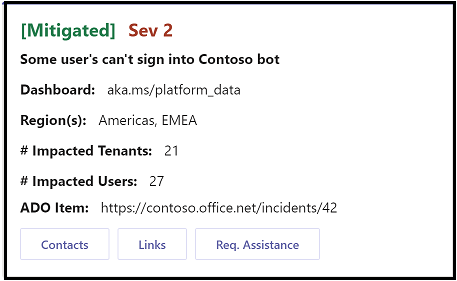 [Mitigated] Sev 2
Some user's can't sign into Contoso bot
Dashboard: aka.ms/platform_data
Region(s): Americas, EMEA
# Impacted Tenants: 21
# Impacted Users: 27
ADO Item: https://contoso.office.net/incidents/42
Contacts Links Req. Assistance